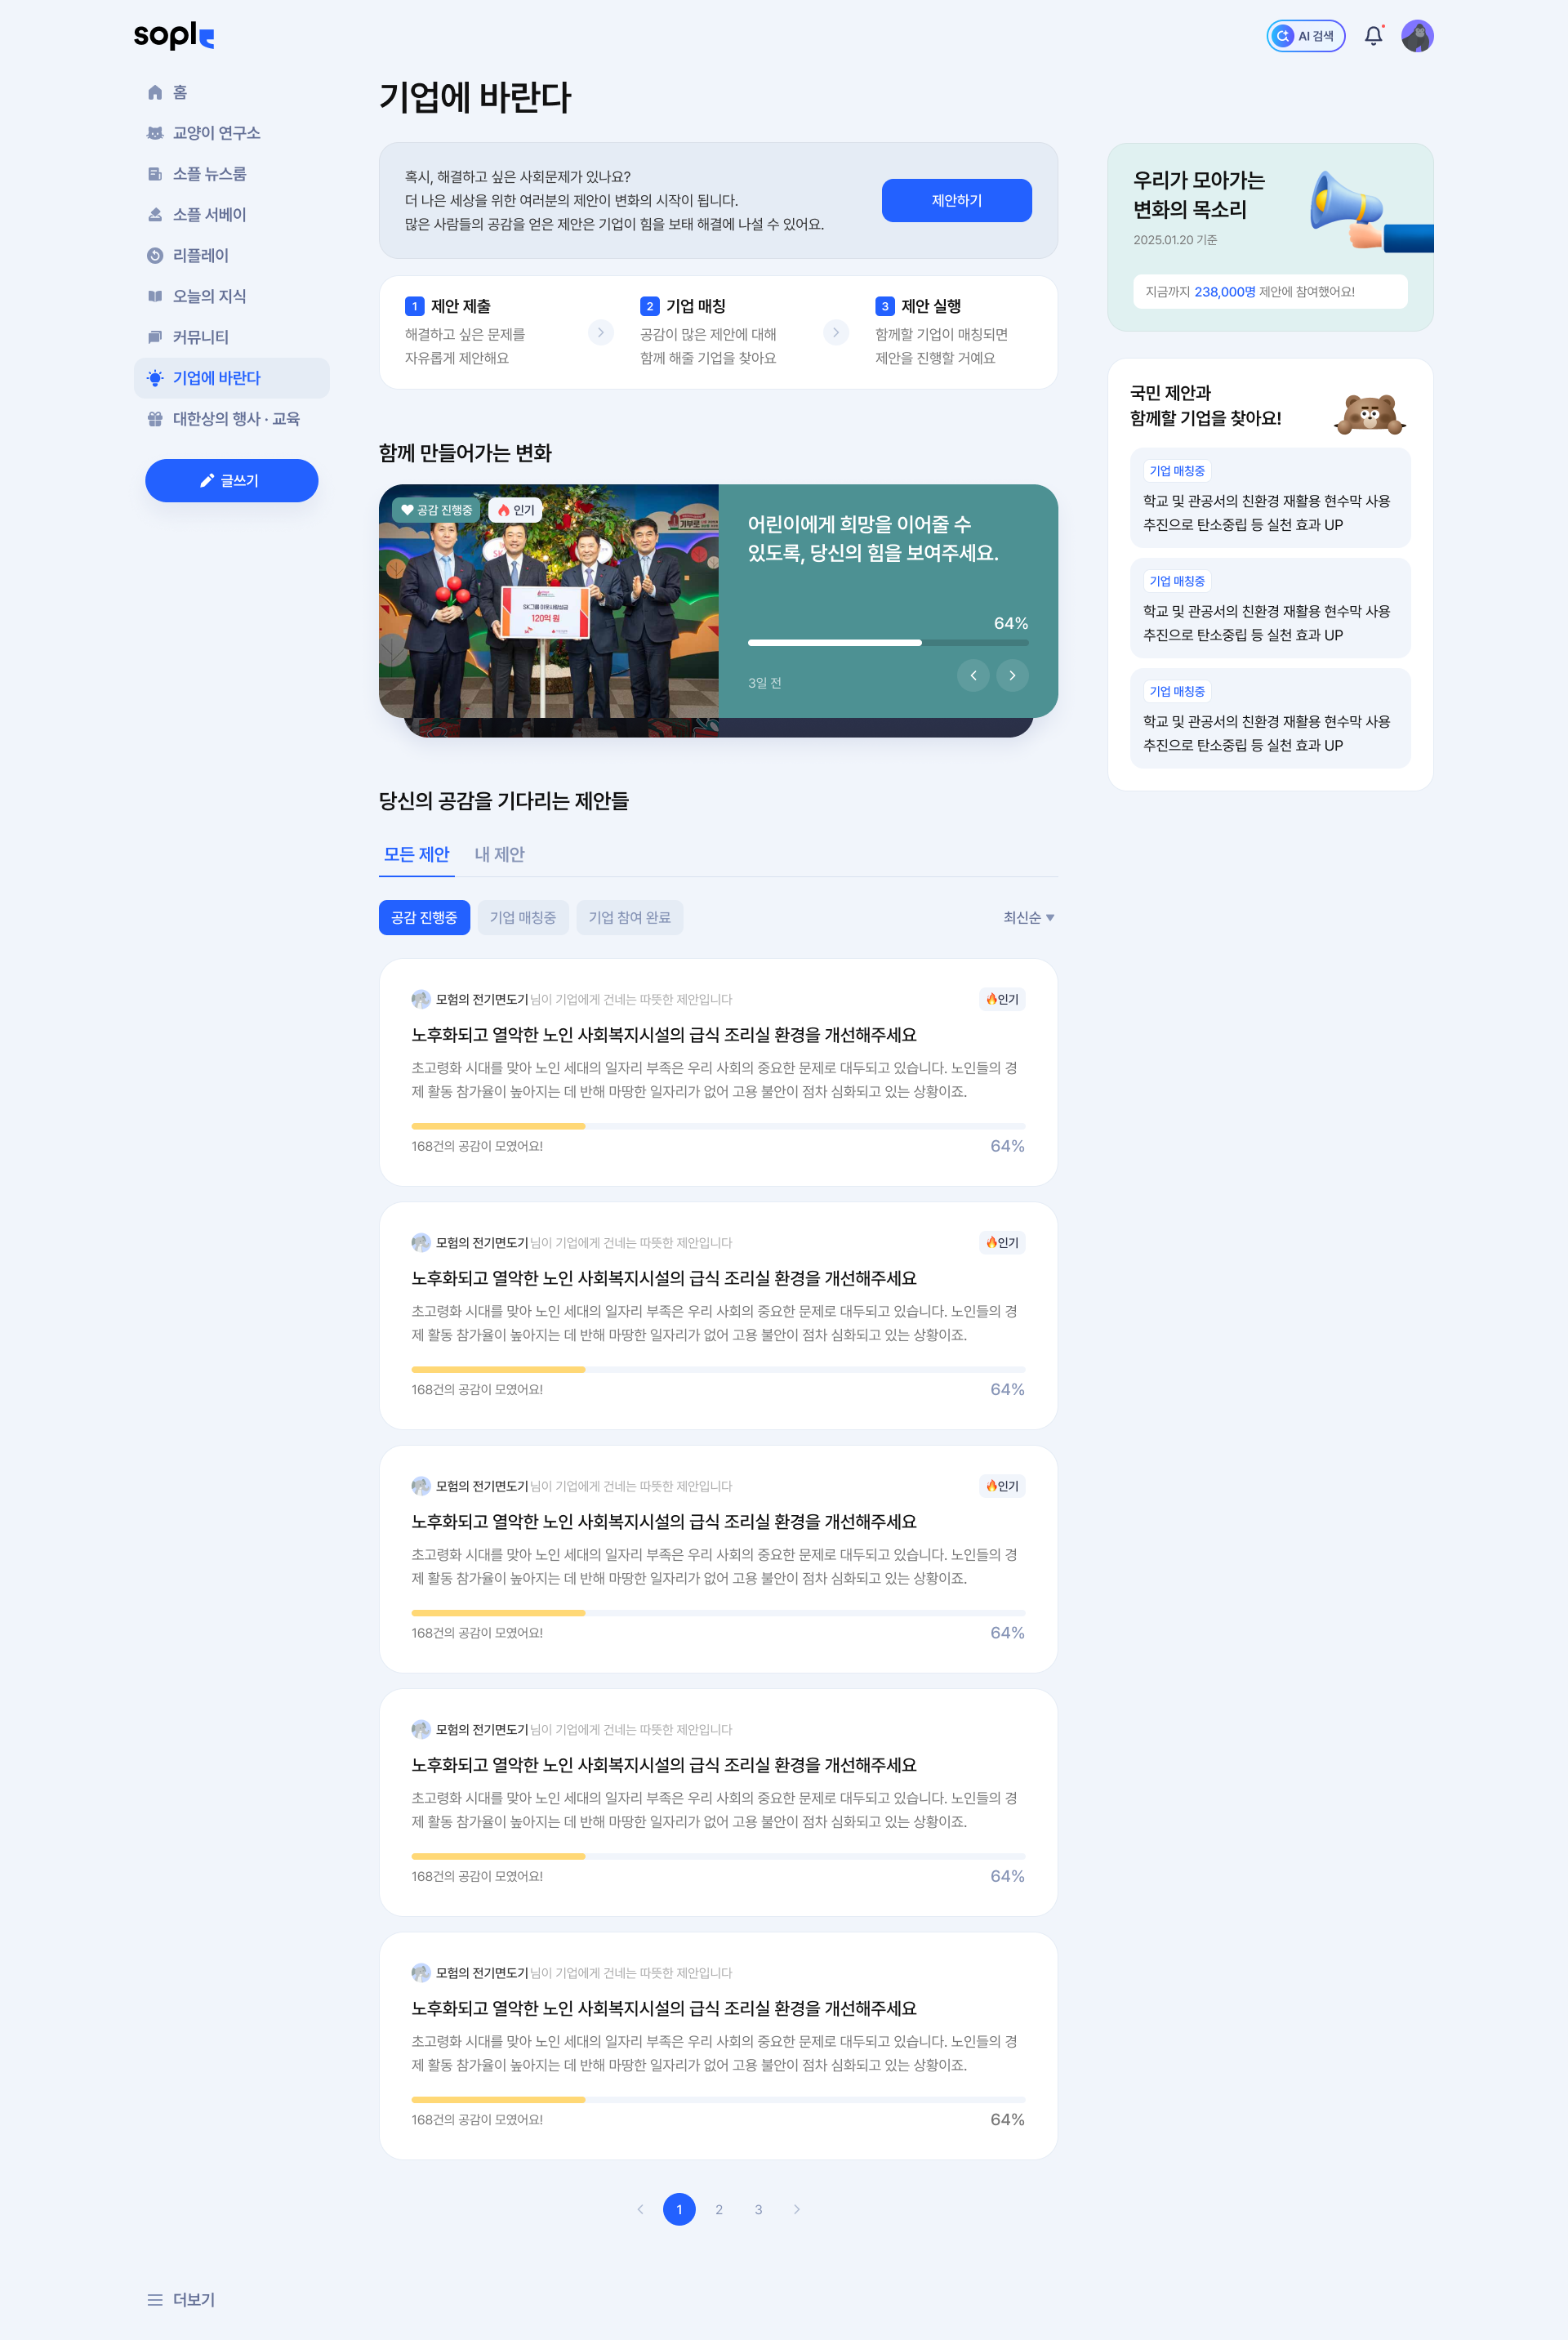 sople
AI 검색
홈
교양이 연구소
소플 뉴스룸
소플 서베이
리플레이
오늘의 지식
커뮤니티
기업에 바란다
대한상의 행사 · 교육
글쓰기
기업에 바란다
혹시, 해결하고 싶은 사회문제가 있나요?
더 나은 세상을 위한 여러분의 제안이 변화의 시작이 됩니다.
많은 사람들의 공감을 얻은 제안은 기업이 힘을 보태 해결에 나설 수 있어요.
제안하기
1 제안 제출
해결하고 싶은 문제를
자유롭게 제안해요
2 기업 매칭
공감이 많은 제안에 대해
함께 해줄 기업을 찾아요
3 제안 실행
함께할 기업이 매칭되면
제안을 진행할 거예요
함께 만들어가는 변화
공감 진행중
인기
SK그룹 이웃사랑성금
120억 원
어린이에게 희망을 이어줄 수
있도록, 당신의 힘을 보여주세요.
64%
3일 전
당신의 공감을 기다리는 제안들
모든 제안
내 제안
공감 진행중
기업 매칭중
기업 참여 완료
최신순
모험의 전기면도기 님이 기업에게 건네는 따뜻한 제안입니다
인기
노후화되고 열악한 노인 사회복지시설의 급식 조리실 환경을 개선해주세요
초고령화 시대를 맞아 노인 세대의 일자리 부족은 우리 사회의 중요한 문제로 대두되고 있습니다. 노인들의 경
제 활동 참가율이 높아지는 데 반해 마땅한 일자리가 없어 고용 불안이 점차 심화되고 있는 상황이죠.
168건의 공감이 모였어요!
64%
모험의 전기면도기 님이 기업에게 건네는 따뜻한 제안입니다
인기
노후화되고 열악한 노인 사회복지시설의 급식 조리실 환경을 개선해주세요
초고령화 시대를 맞아 노인 세대의 일자리 부족은 우리 사회의 중요한 문제로 대두되고 있습니다. 노인들의 경
제 활동 참가율이 높아지는 데 반해 마땅한 일자리가 없어 고용 불안이 점차 심화되고 있는 상황이죠.
168건의 공감이 모였어요!
64%
모험의 전기면도기 님이 기업에게 건네는 따뜻한 제안입니다
인기
노후화되고 열악한 노인 사회복지시설의 급식 조리실 환경을 개선해주세요
초고령화 시대를 맞아 노인 세대의 일자리 부족은 우리 사회의 중요한 문제로 대두되고 있습니다. 노인들의 경
제 활동 참가율이 높아지는 데 반해 마땅한 일자리가 없어 고용 불안이 점차 심화되고 있는 상황이죠.
168건의 공감이 모였어요!
64%
모험의 전기면도기 님이 기업에게 건네는 따뜻한 제안입니다
노후화되고 열악한 노인 사회복지시설의 급식 조리실 환경을 개선해주세요
초고령화 시대를 맞아 노인 세대의 일자리 부족은 우리 사회의 중요한 문제로 대두되고 있습니다. 노인들의 경
제 활동 참가율이 높아지는 데 반해 마땅한 일자리가 없어 고용 불안이 점차 심화되고 있는 상황이죠.
168건의 공감이 모였어요!
64%
모험의 전기면도기 님이 기업에게 건네는 따뜻한 제안입니다
노후화되고 열악한 노인 사회복지시설의 급식 조리실 환경을 개선해주세요
초고령화 시대를 맞아 노인 세대의 일자리 부족은 우리 사회의 중요한 문제로 대두되고 있습니다. 노인들의 경
제 활동 참가율이 높아지는 데 반해 마땅한 일자리가 없어 고용 불안이 점차 심화되고 있는 상황이죠.
168건의 공감이 모였어요!
64%
1 2 3
우리가 모아가는
변화의 목소리
2025.01.20 기준
지금까지 238,000명 제안에 참여했어요!
국민 제안과
함께할 기업을 찾아요!
기업 매칭중
학교 및 관공서의 친환경 재활용 현수막 사용
추진으로 탄소중립 등 실천 효과 UP
기업 매칭중
학교 및 관공서의 친환경 재활용 현수막 사용
추진으로 탄소중립 등 실천 효과 UP
기업 매칭중
학교 및 관공서의 친환경 재활용 현수막 사용
추진으로 탄소중립 등 실천 효과 UP
더보기